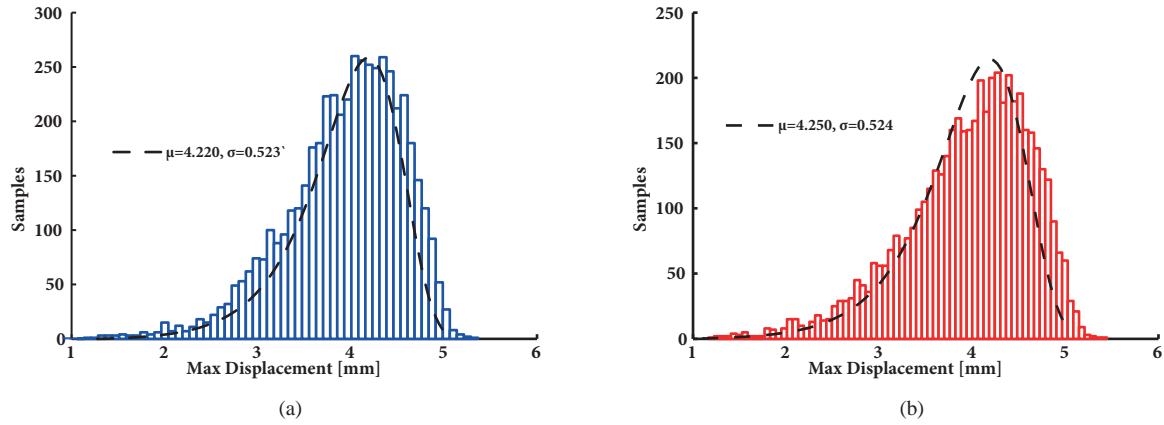 300
250
200
150
100
50
0
Samples
μ=4.220, σ=0.523`
1 2 3 4 5 6
Max Displacement [mm]
(a)
250
200
150
100
50
0
Samples
μ=4.250, σ=0.524
1 2 3 4 5 6
Max Displacement [mm]
(b)